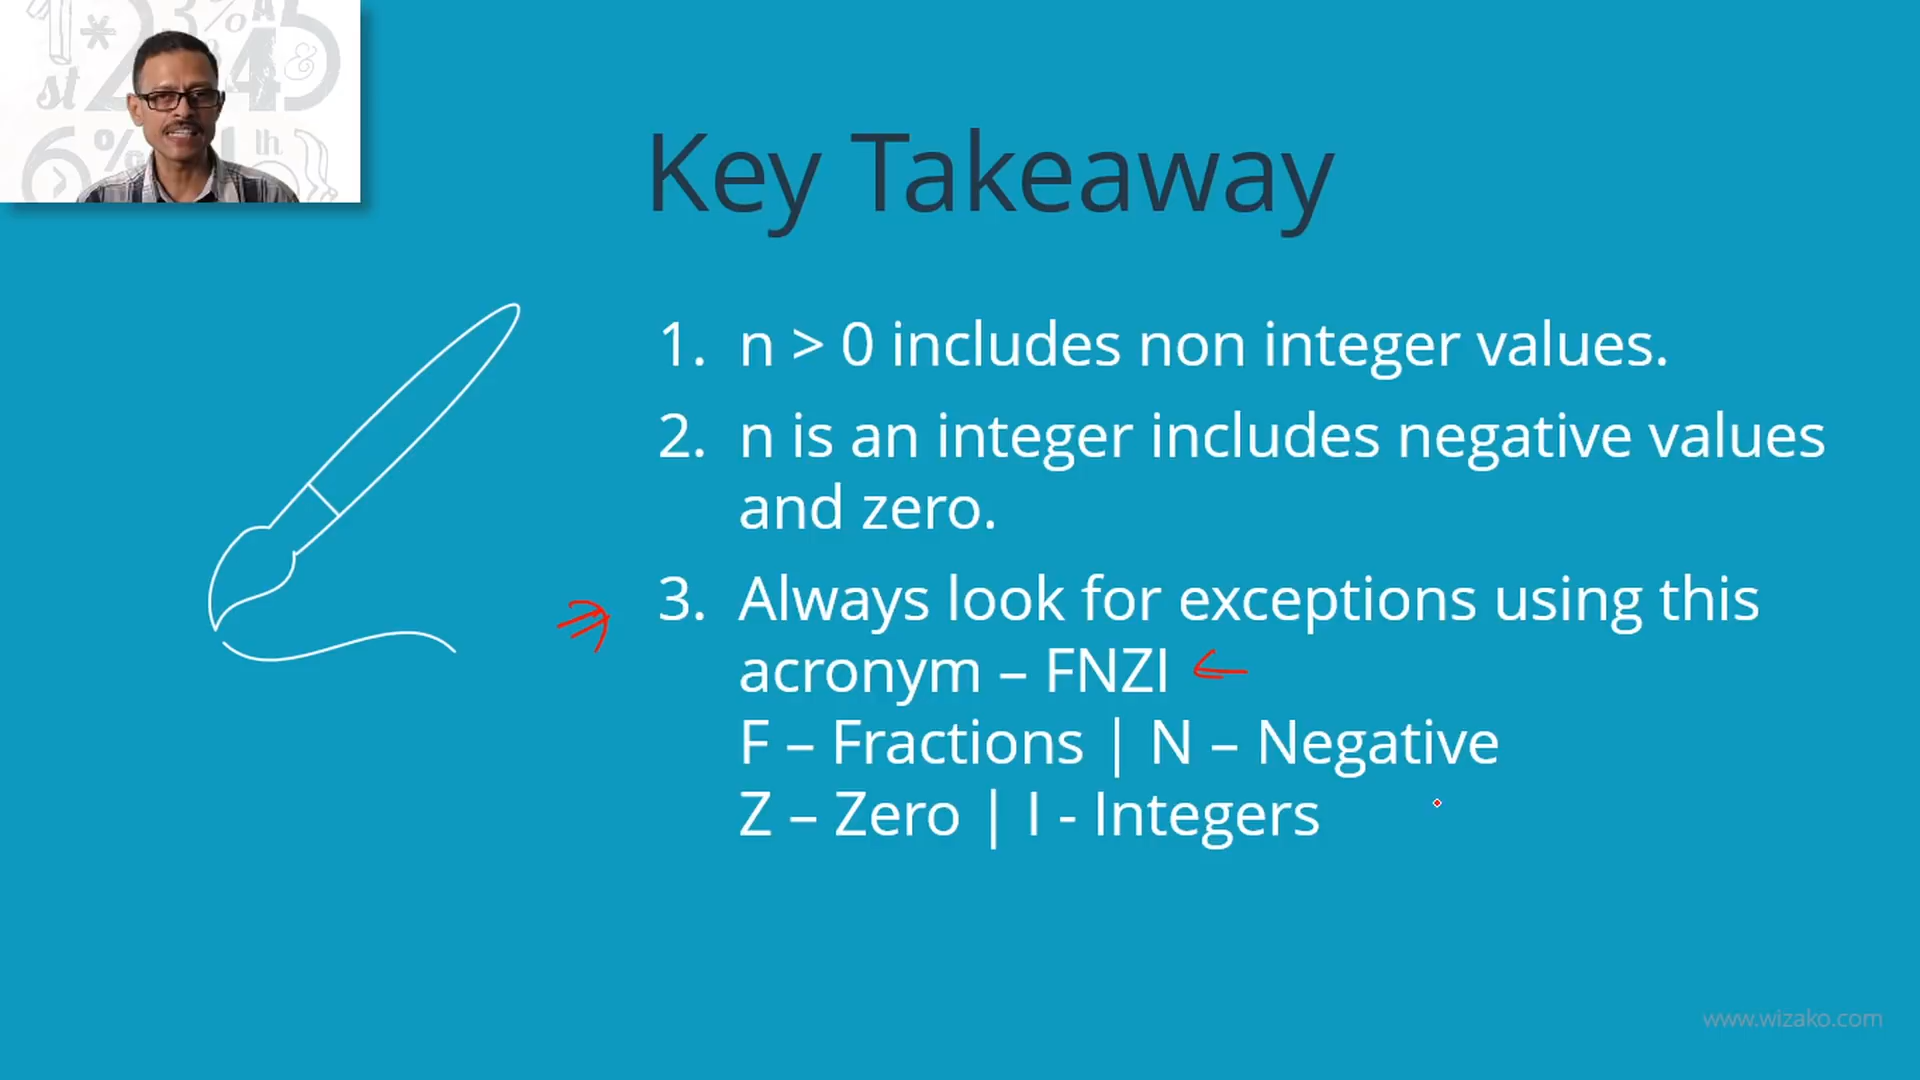 Key Takeaway
1. n > 0 includes non integer values.
2. n is an integer includes negative values
and zero.
3. Always look for exceptions using this
acronym – FNZI
F – Fractions | N – Negative
Z – Zero | I - Integers
www.wizako.com